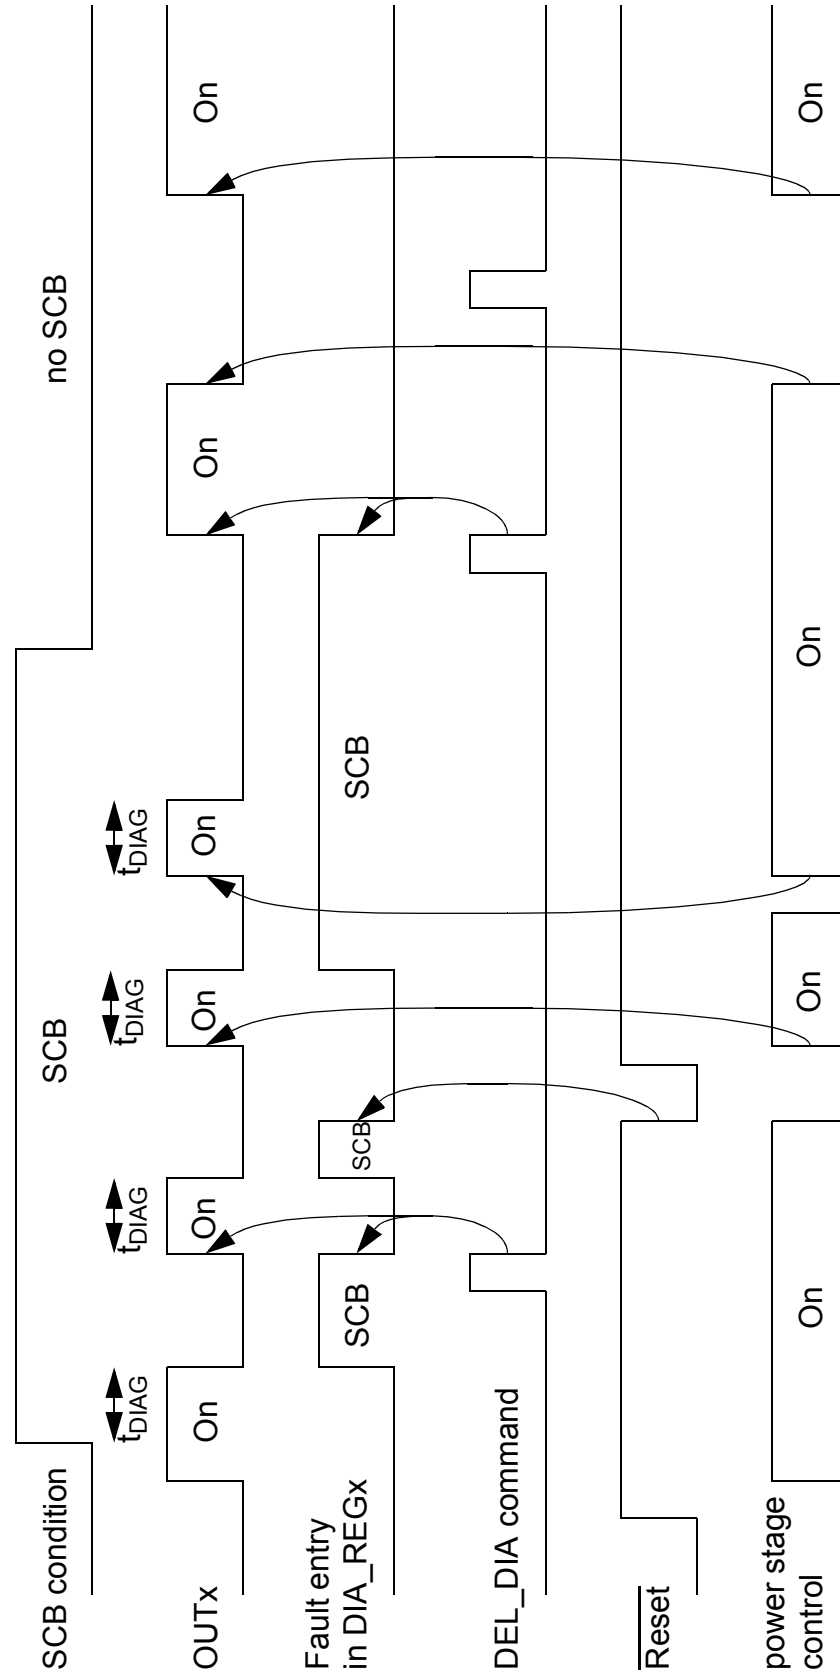 SCB condition
SCB
no SCB
tDIAG
tDIAG
tDIAG
tDIAG
OUTx
On
On
On
On
On
On
Fault entry
in DIA_REGx
SCB
SCB
SCB
DEL_DIA command
Reset
power stage
control
On
On
On
On